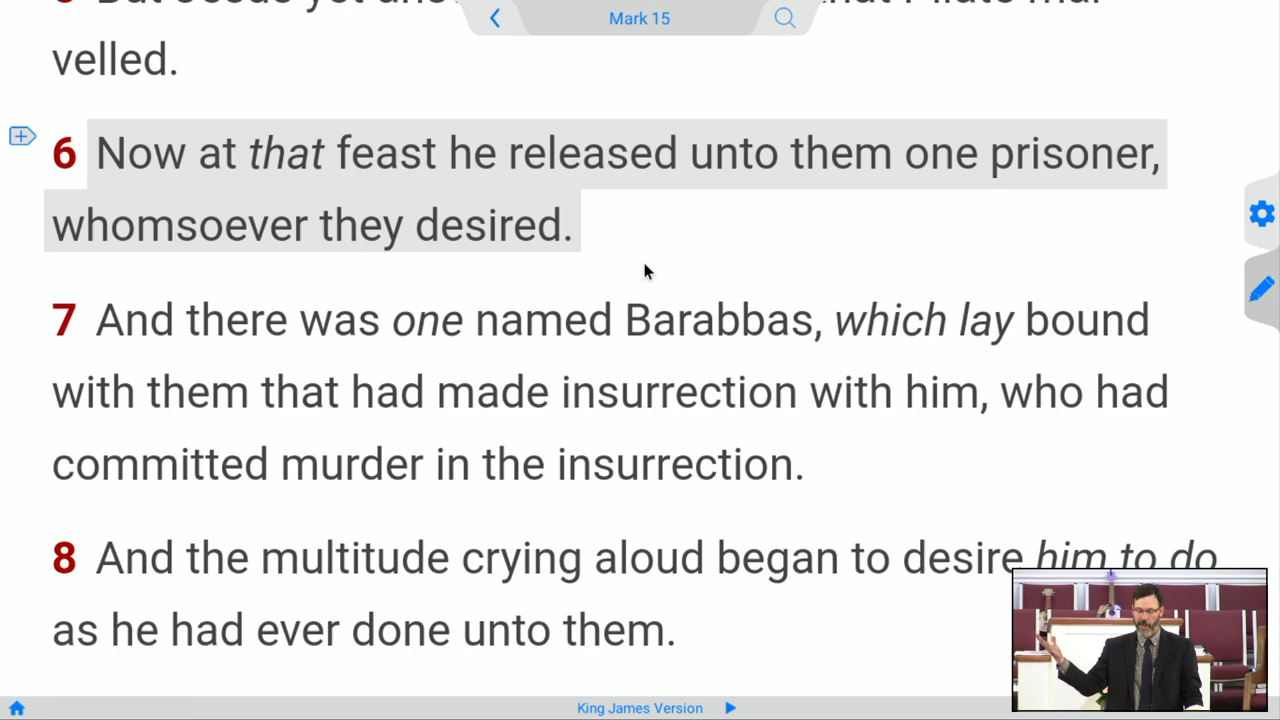 Mark 15
velled.
6 Now at that feast he released unto them one prisoner,
whomsoever they desired.
7 And there was one named Barabbas, which lay bound
with them that had made insurrection with him, who had
committed murder in the insurrection.
8 And the multitude crying aloud began to desire him to do
as he had ever done unto them.
King James Version